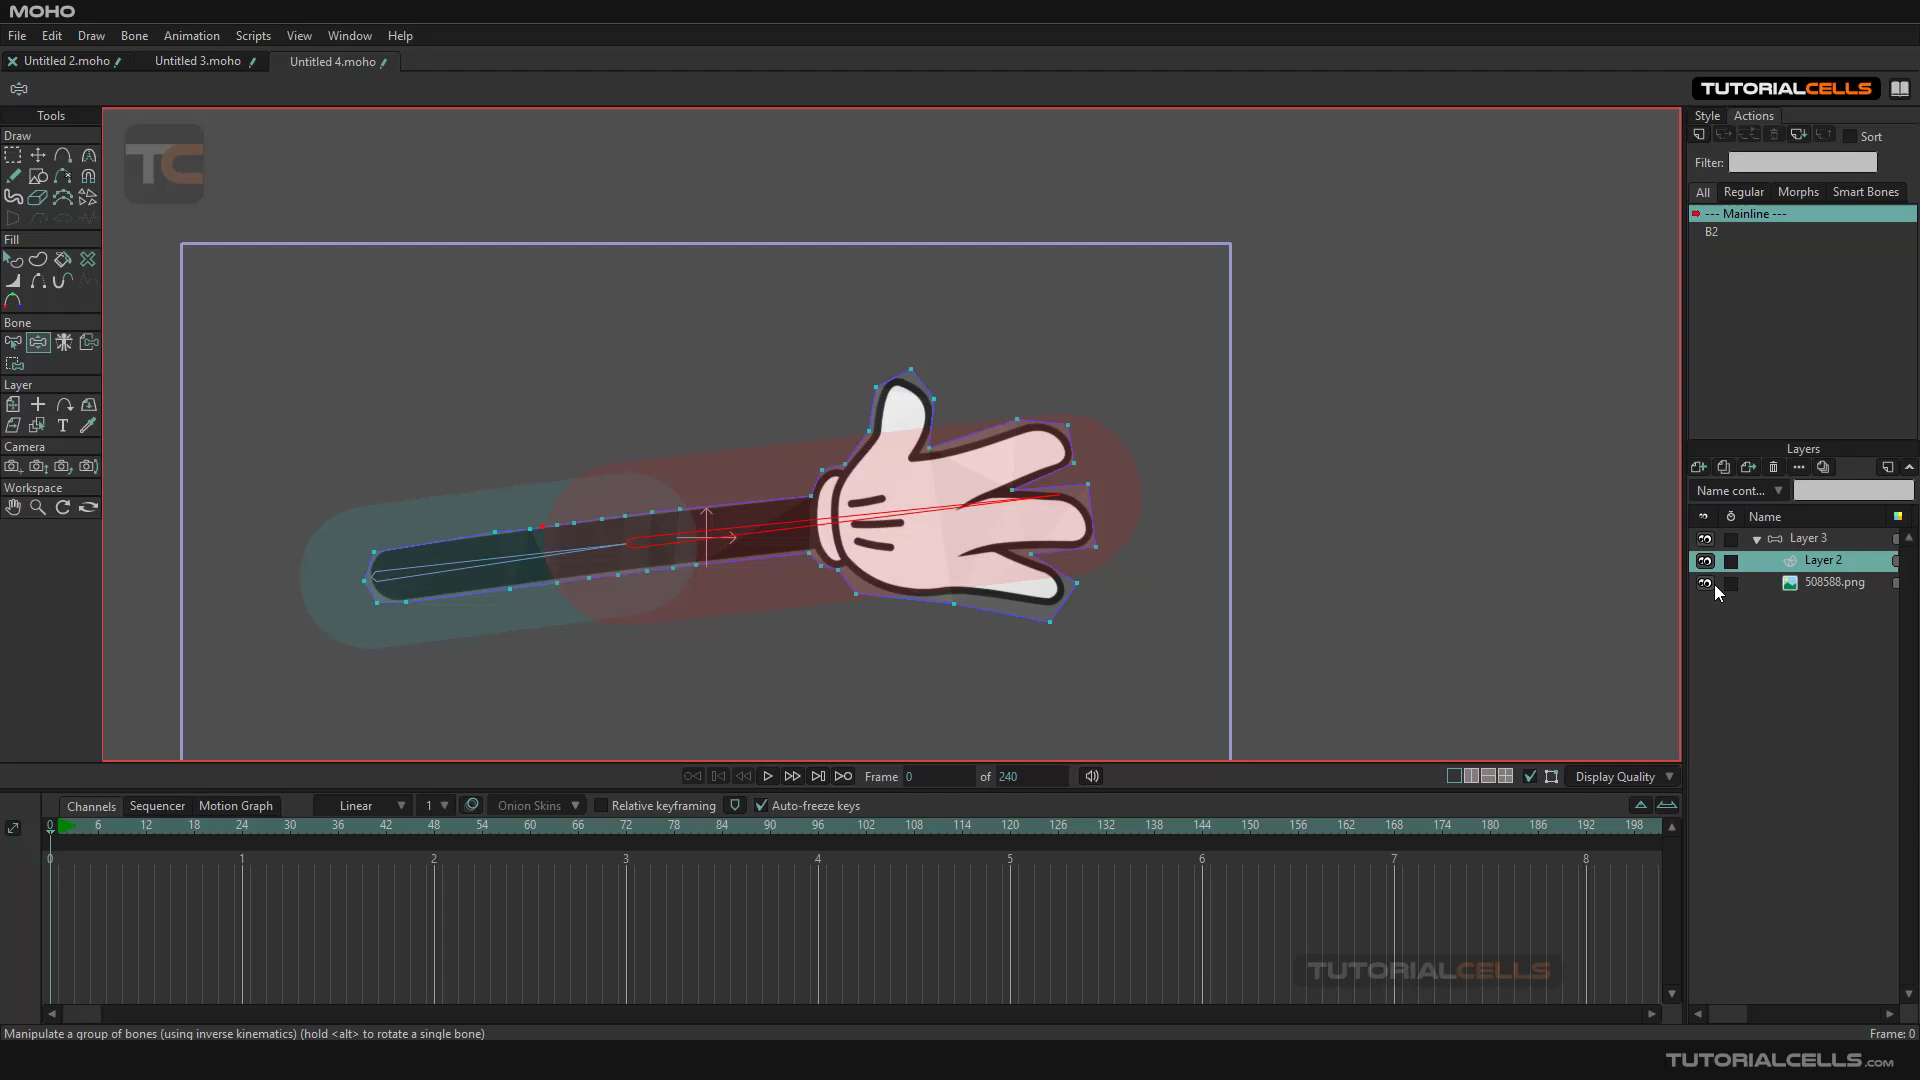 MOHO
File Edit Draw Bone Animation Scripts View Window Help
Untitled 2.moho Untitled 3.moho Untitled 4.moho
TUTORIALCELLS
Tools
Style Actions
Draw
Sort
TC
Filter:
All Regular Morphs Smart Bones
--- Mainline ---
B2
Fill
Bone
Layer
T
Camera
Workspace
Layers
Name cont...
Name
Layer 3
Layer 2
508588.png
Frame 0 of 240 Display Quality
Channels Sequencer Motion Graph Linear 1 Onion Skins Relative keyframing Auto-freeze keys
0 6 12 18 24 30 36 42 48 54 60 66 72 78 84 90 96 102 108 114 120 126 132 138 144 150 156 162 168 174 180 186 192 198
0 1 2 3 4 5 6 7 8
TUTORIALCELLS
Manipulate a group of bones (using inverse kinematics) (hold <alt> to rotate a single bone) Frame: 0
TUTORIALCELLS.COM